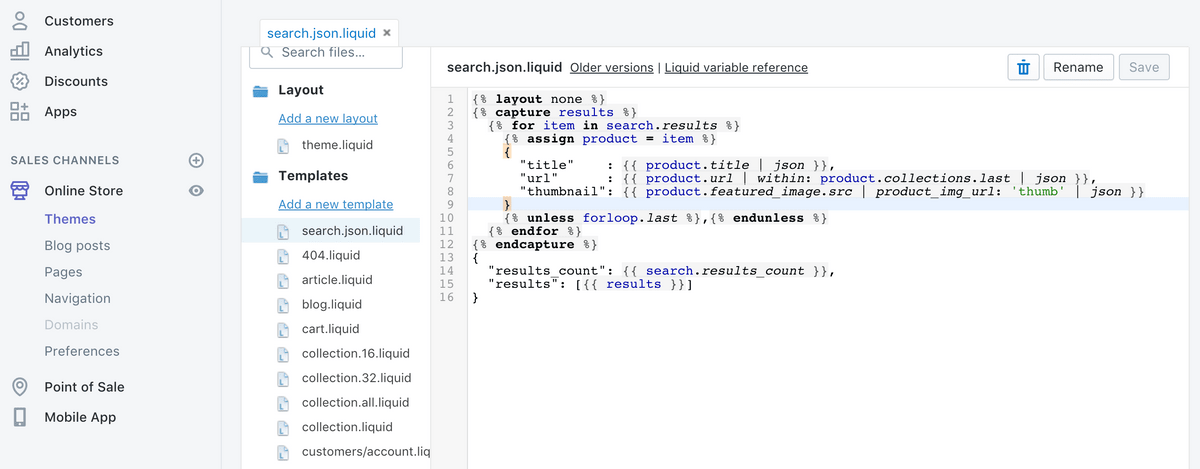 Customers
Analytics
Discounts
Apps
SALES CHANNELS
Online Store
Themes
Blog posts
Pages
Navigation
Domains
Preferences
Point of Sale
Mobile App
search.json.liquid ×
Search files...
Layout
Add a new layout
theme.liquid
Templates
Add a new template
search.json.liquid
404.liquid
article.liquid
blog.liquid
cart.liquid
collection.16.liquid
collection.32.liquid
collection.all.liquid
collection.liquid
customers/account.liq
search.json.liquid Older versions | Liquid variable reference
Rename
Save
1 {% layout none %}
2 {% capture results %}
3   {% for item in search.results %}
4     {% assign product = item %}
5     {
6       "title"    : {{ product.title | json }},
7       "url"      : {{ product.url | within: product.collections.last | json }},
8       "thumbnail": {{ product.featured_image.src | product_img_url: 'thumb' | json }}
9     }
10     {% unless forloop.last %},{% endunless %}
11   {% endfor %}
12 {% endcapture %}
13 {
14   "results_count": {{ search.results_count }},
15   "results": [{{ results }}]
16 }